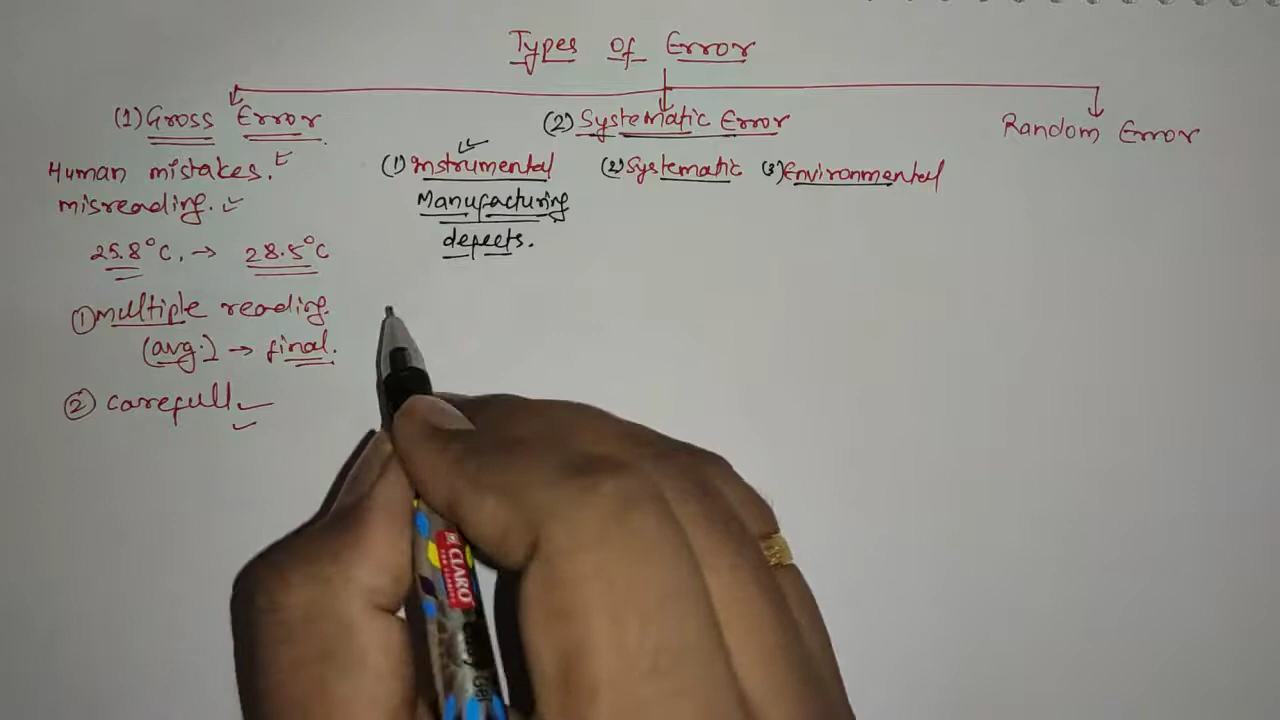 Types Of Error
(1) Gross Error
Human mistakes.
misreading.
25.8°C, → 28.5°C
① multiple reading.
(avg.) → final.
② carefull
(2) Systematic Error
(1) Instrumental (2) Systematic (3) Environmental
Manufacturing
defects.
Random Error
CLARO